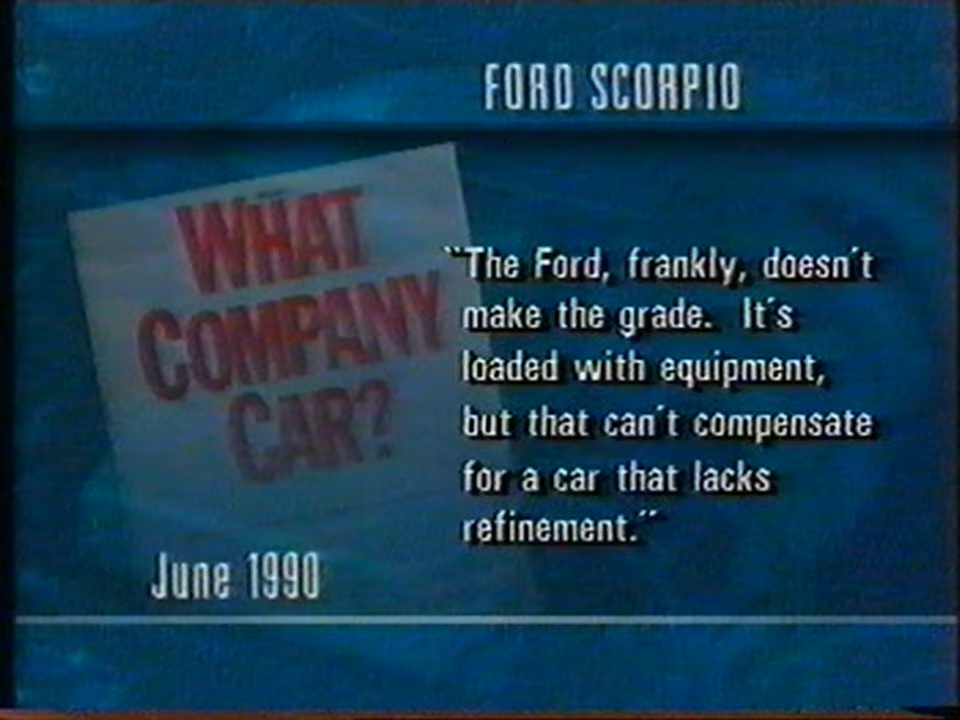 FORD SCORPIO
WHAT
COMPANY
CAR?
"The Ford, frankly, doesn't
make the grade. It's
loaded with equipment,
but that can't compensate
for a car that lacks
refinement."
June 1990